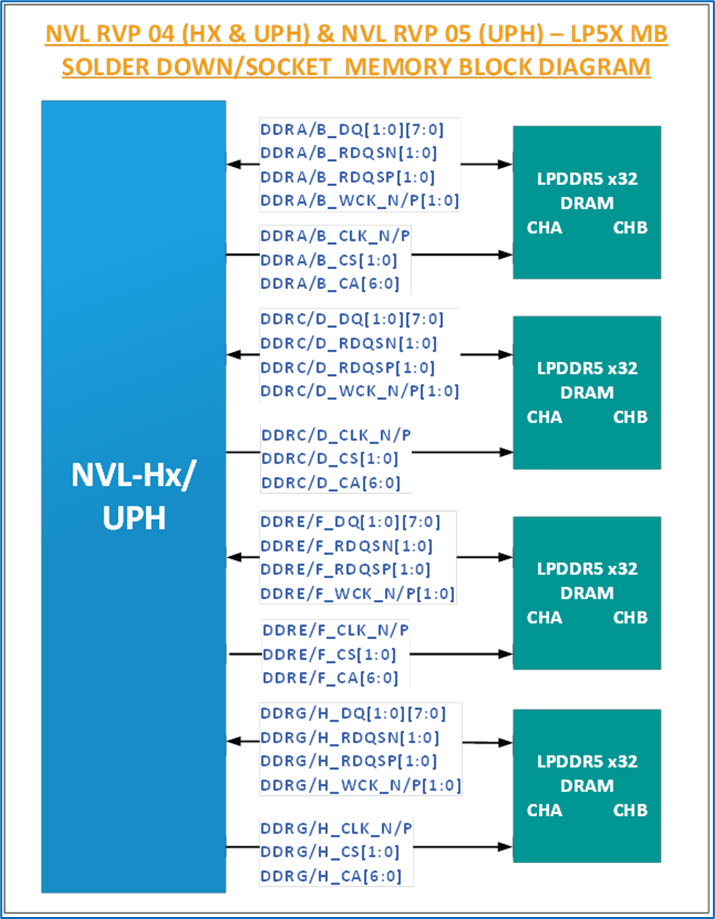 NVL RVP 04 (HX & UPH) & NVL RVP 05 (UPH) – LP5X MB
SOLDER DOWN/SOCKET MEMORY BLOCK DIAGRAM
NVL-Hx/
UPH
DDRA/B_DQ[1:0][7:0]
DDRA/B_RDQSN[1:0]
DDRA/B_RDQSP[1:0]
DDRA/B_WCK_N/P[1:0]
DDRA/B_CLK_N/P
DDRA/B_CS[1:0]
DDRA/B_CA[6:0]
LPDDR5 x32
DRAM
CHA CHB
DDRC/D_DQ[1:0][7:0]
DDRC/D_RDQSN[1:0]
DDRC/D_RDQSP[1:0]
DDRC/D_WCK_N/P[1:0]
DDRC/D_CLK_N/P
DDRC/D_CS[1:0]
DDRC/D_CA[6:0]
LPDDR5 x32
DRAM
CHA CHB
DDRE/F_DQ[1:0][7:0]
DDRE/F_RDQSN[1:0]
DDRE/F_RDQSP[1:0]
DDRE/F_WCK_N/P[1:0]
DDRE/F_CLK_N/P
DDRE/F_CS[1:0]
DDRE/F_CA[6:0]
LPDDR5 x32
DRAM
CHA CHB
DDRG/H_DQ[1:0][7:0]
DDRG/H_RDQSN[1:0]
DDRG/H_RDQSP[1:0]
DDRG/H_WCK_N/P[1:0]
DDRG/H_CLK_N/P
DDRG/H_CS[1:0]
DDRG/H_CA[6:0]
LPDDR5 x32
DRAM
CHA CHB